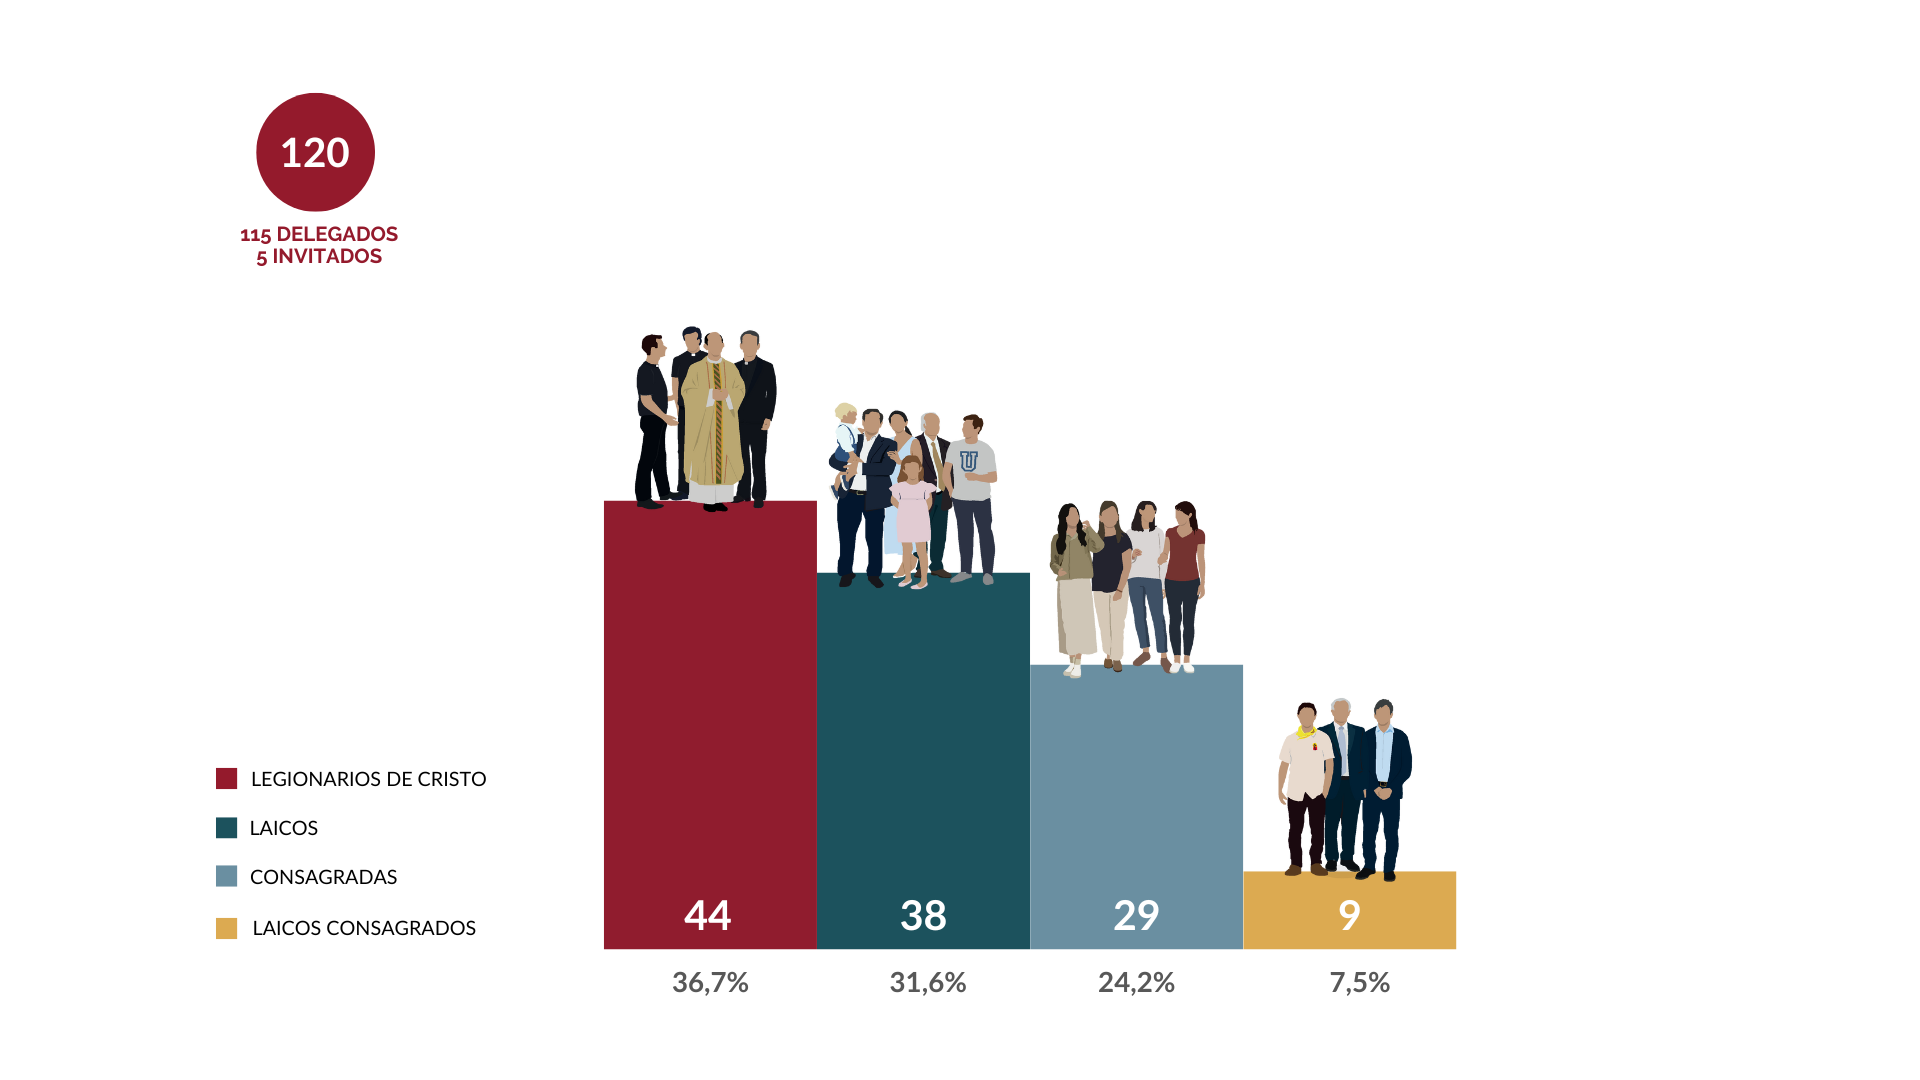 120
115 DELEGADOS
5 INVITADOS
U
LEGIONARIOS DE CRISTO
LAICOS
CONSAGRADAS
LAICOS CONSAGRADOS
44 38 29 9
36,7% 31,6% 24,2% 7,5%